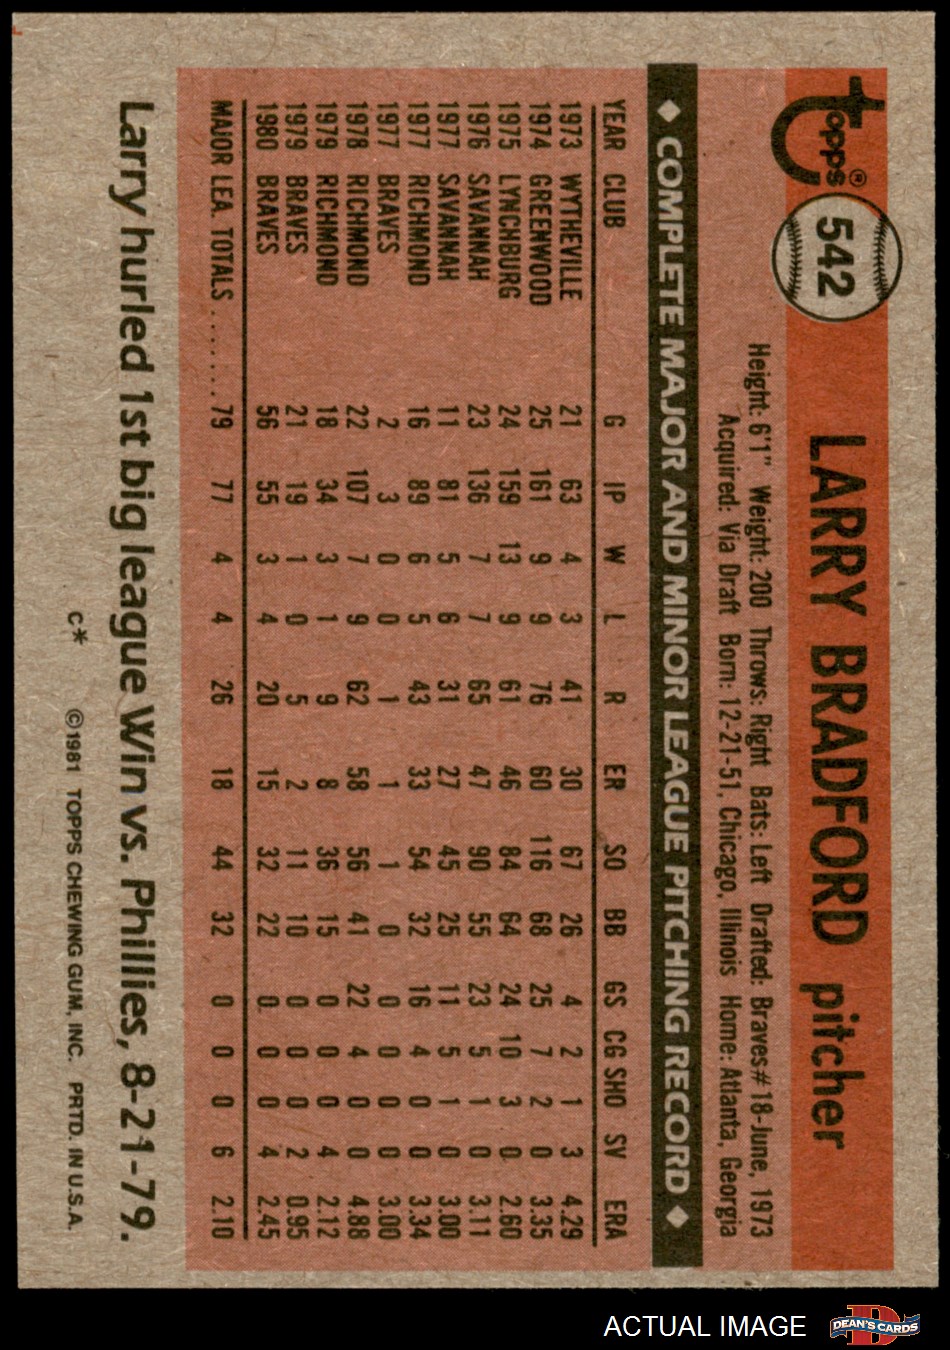 Topps®
542
LARRY BRADFORD pitcher
Height: 6'1" Weight: 200 Throws: Right Bats: Left Drafted: Braves#18-June, 1973
Acquired: Via Draft Born: 12-21-51, Chicago, Illinois Home: Atlanta, Georgia
◆ COMPLETE MAJOR AND MINOR LEAGUE PITCHING RECORD ◆
YEAR CLUB G IP W L R ER SO BB GS CG SHO SV ERA
1973 WYTHEVILLE 21 63 4 3 41 30 67 26 4 2 1 3 4.29
1974 GREENWOOD 25 161 9 9 76 60 116 68 25 7 2 0 3.35
1975 LYNCHBURG 24 159 13 9 61 46 84 64 24 10 3 0 2.60
1976 SAVANNAH 23 136 7 7 65 47 90 55 23 5 1 0 3.11
1977 SAVANNAH 11 81 5 6 31 27 45 25 11 5 1 0 3.00
1977 RICHMOND 16 89 6 5 43 33 54 32 16 4 0 0 3.34
1977 BRAVES 2 3 0 0 1 1 1 0 0 0 0 0 3.00
1978 RICHMOND 22 107 7 9 62 58 56 41 22 4 0 0 4.88
1979 RICHMOND 18 34 3 1 9 8 36 15 0 0 0 4 2.12
1979 BRAVES 21 19 1 0 5 2 11 10 0 0 0 2 0.95
1980 BRAVES 56 55 3 4 20 15 32 22 0 0 0 4 2.45
MAJOR LEA. TOTALS ....... 79 77 4 4 26 18 44 32 0 0 0 6 2.10
Larry hurled 1st big league Win vs. Phillies, 8-21-79.
C* ©1981 TOPPS CHEWING GUM, INC. PRTD. IN U.S.A.
ACTUAL IMAGE
D
DEAN'S CARDS